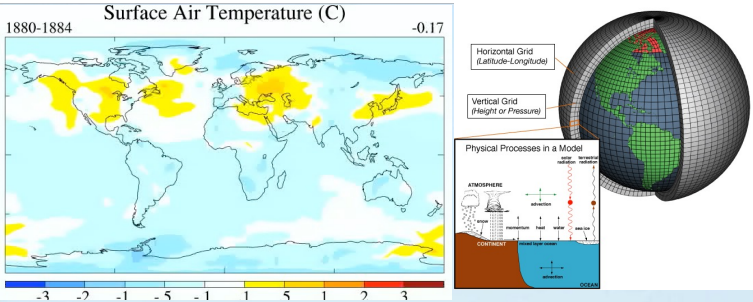 Surface Air Temperature (C)
1880-1884
-0.17
-3 -2 -1 -.5 -.1 .1 .5 1 2 3
Horizontal Grid
(Latitude-Longitude)
Vertical Grid
(Height or Pressure)
Physical Processes in a Model
solar
radiation
terrestrial
radiation
ATMOSPHERE
advection
snow
momentum heat water sea ice
CONTINENT
mixed layer ocean
advection
OCEAN